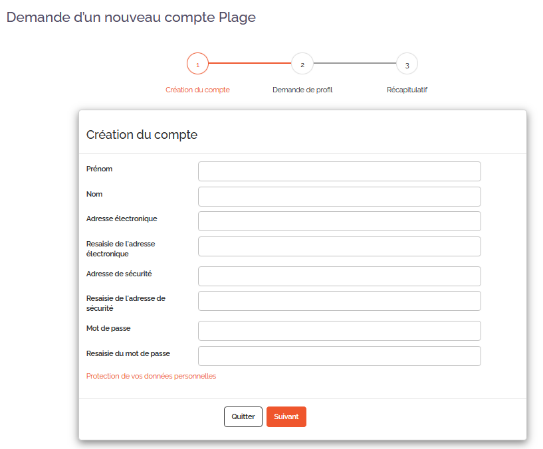 Demande d'un nouveau compte Plage
1
2
3
Création du compte
Demande de profil
Récapitulatif
Création du compte
Prénom
Nom
Adresse électronique
Resaisie de l'adresse
électronique
Adresse de sécurité
Resaisie de l'adresse de
sécurité
Mot de passe
Resaisie du mot de passe
Protection de vos données personnelles
Quitter
Suivant